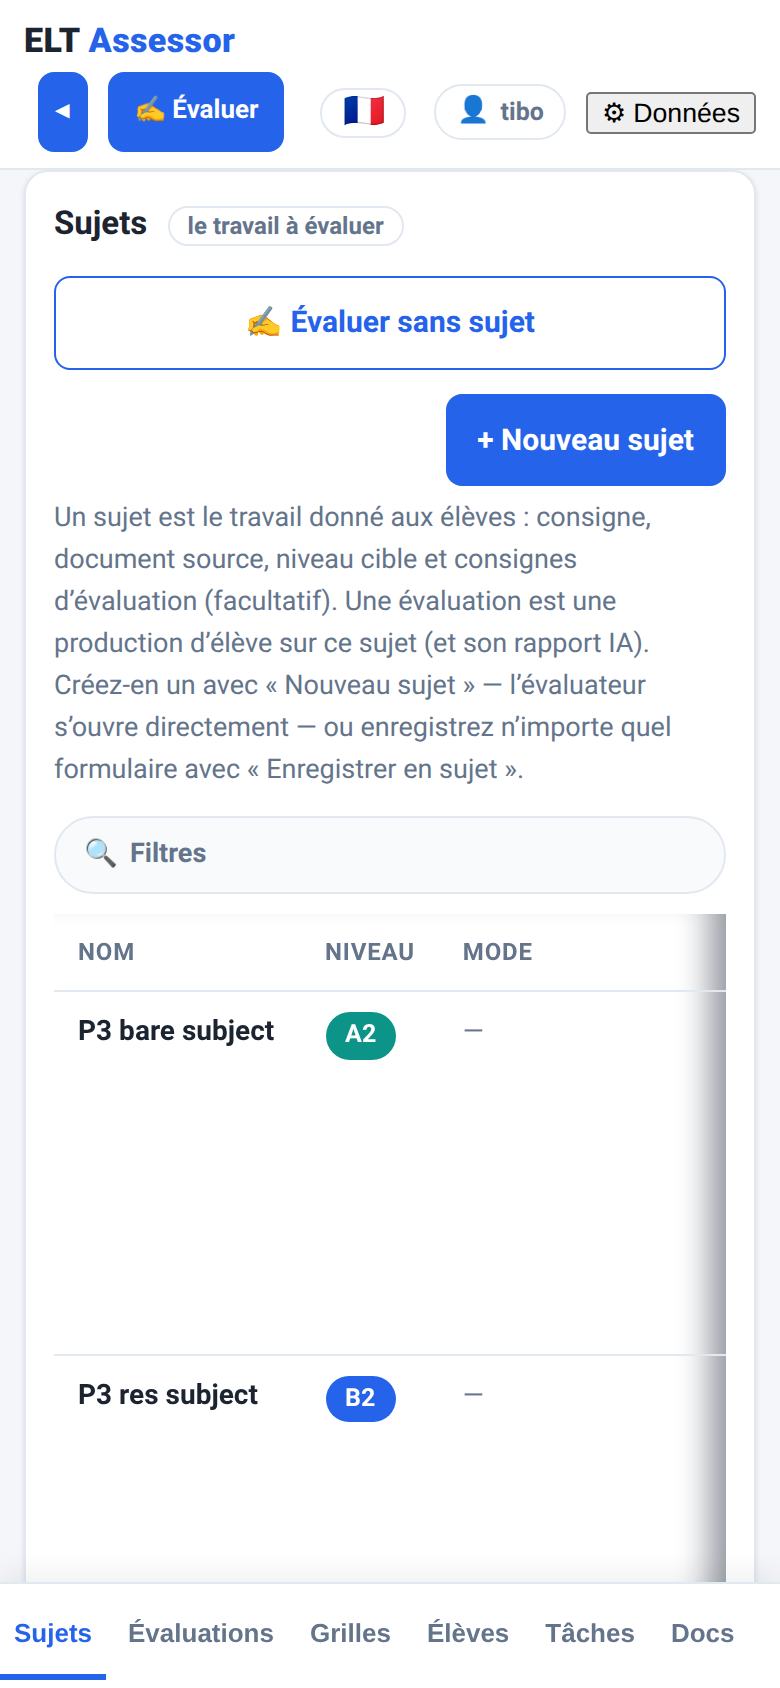 ELT Assessor
◄
✍️ Évaluer
🇫🇷
👤 tibo
⚙ Données
Sujets
le travail à évaluer
✍️ Évaluer sans sujet
+ Nouveau sujet
Un sujet est le travail donné aux élèves : consigne,
document source, niveau cible et consignes
d’évaluation (facultatif). Une évaluation est une
production d’élève sur ce sujet (et son rapport IA).
Créez-en un avec « Nouveau sujet » — l’évaluateur
s’ouvre directement — ou enregistrez n’importe quel
formulaire avec « Enregistrer en sujet ».
🔍 Filtres
NOM NIVEAU MODE
P3 bare subject A2 —
P3 res subject B2 —
Sujets Évaluations Grilles Élèves Tâches Docs